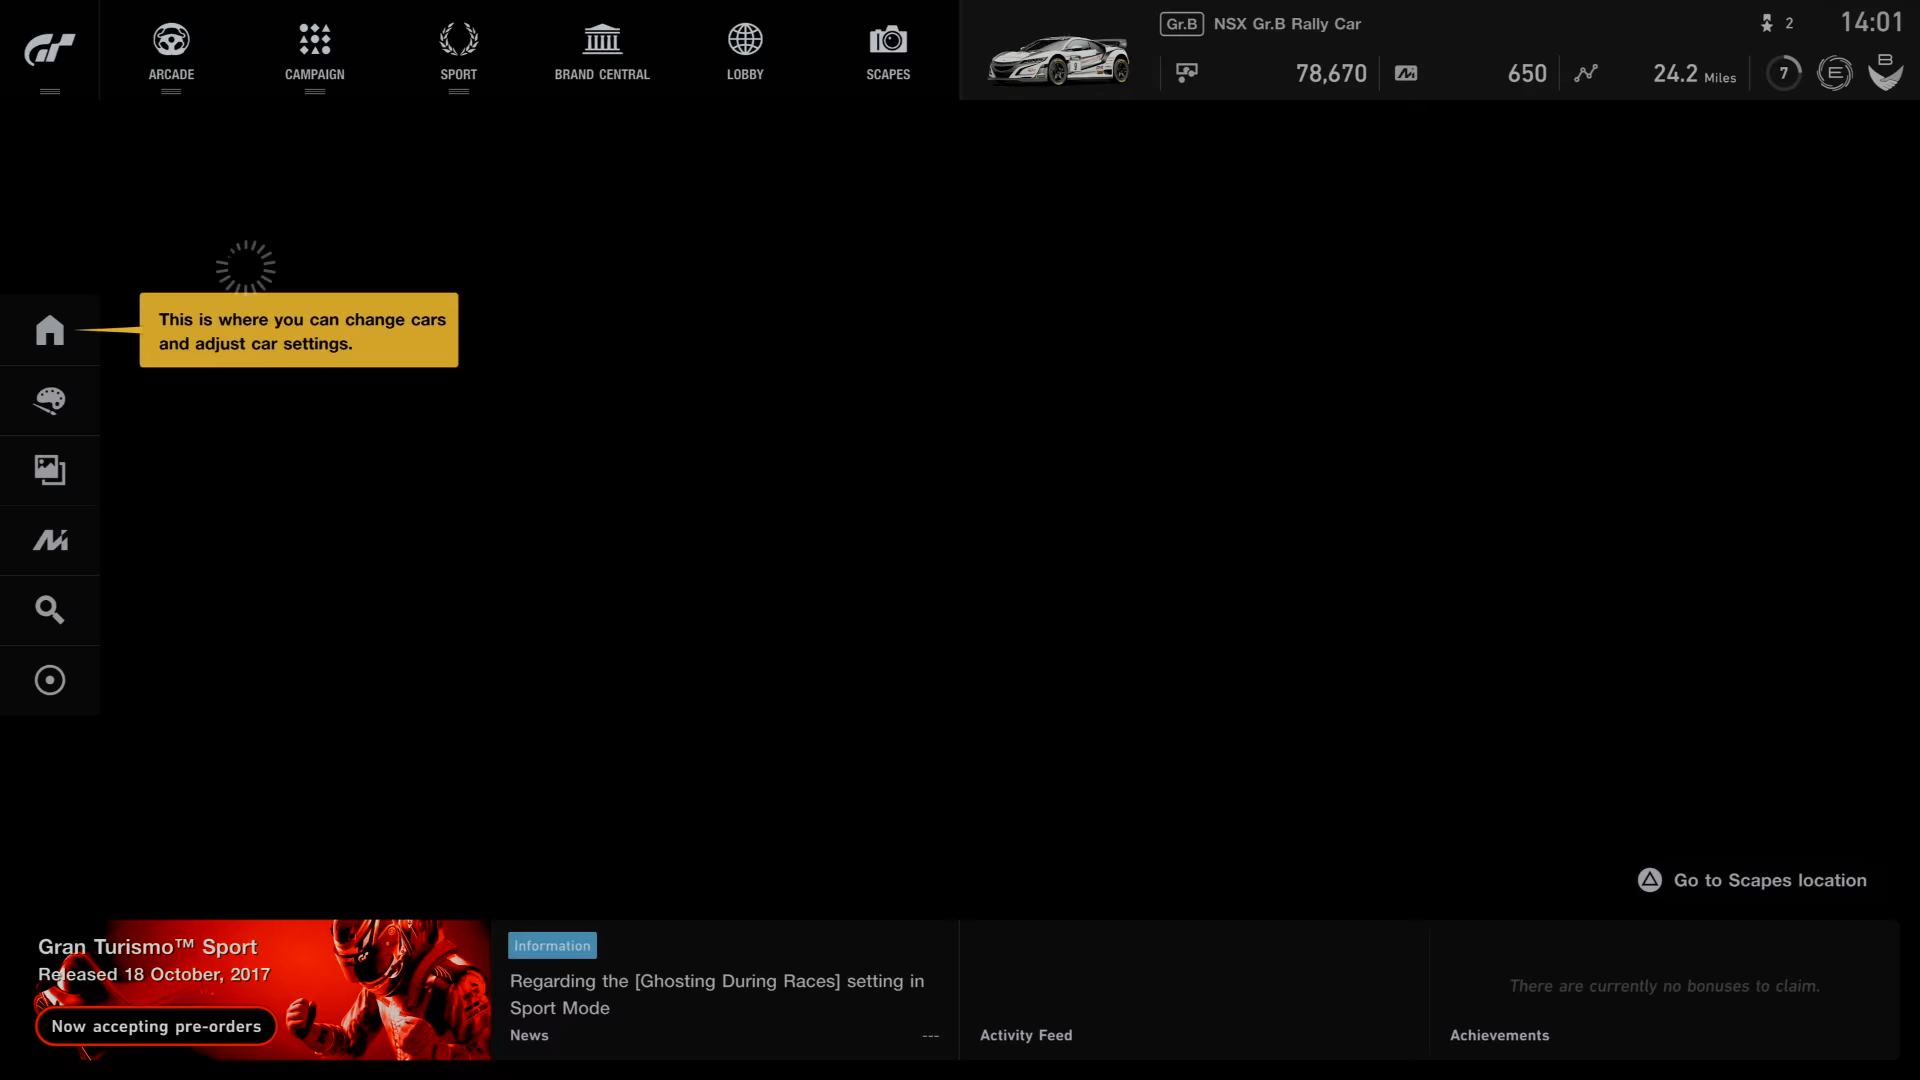 ARCADE
CAMPAIGN
SPORT
BRAND CENTRAL
LOBBY
SCAPES
Gr.B NSX Gr.B Rally Car
2
14:01
78,670
650
24.2 Miles
7
E
B
This is where you can change cars
and adjust car settings.
Go to Scapes location
Gran Turismo™ Sport
Released 18 October, 2017
Now accepting pre-orders
Information
Regarding the [Ghosting During Races] setting in
Sport Mode
News
---
Activity Feed
There are currently no bonuses to claim.
Achievements